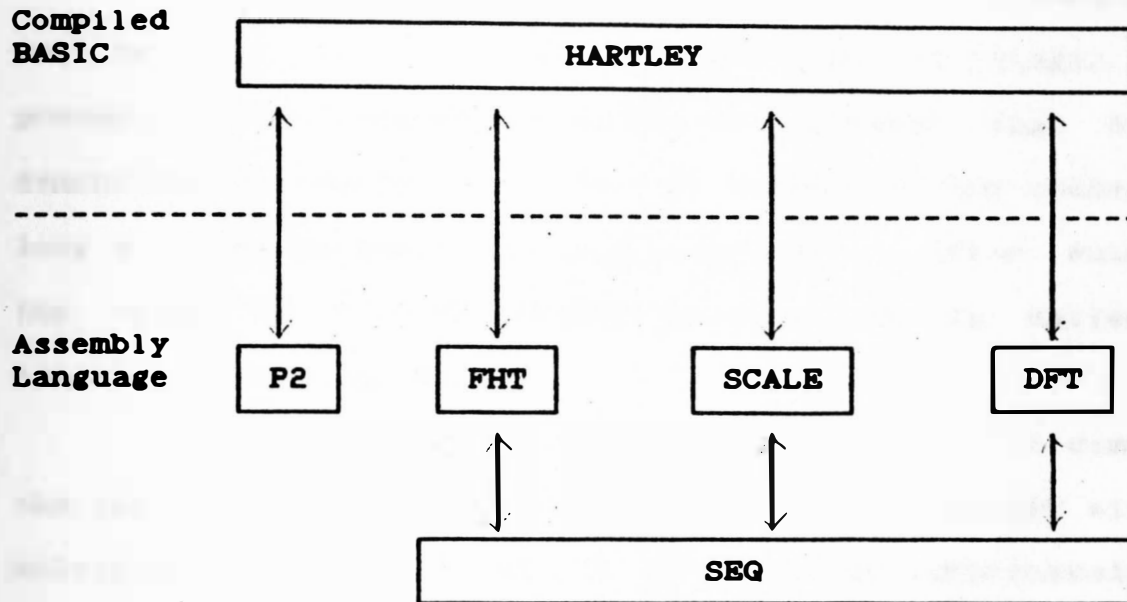 Compiled
BASIC
HARTLEY
Assembly
Language
P2
FHT
SCALE
DFT
SEQ